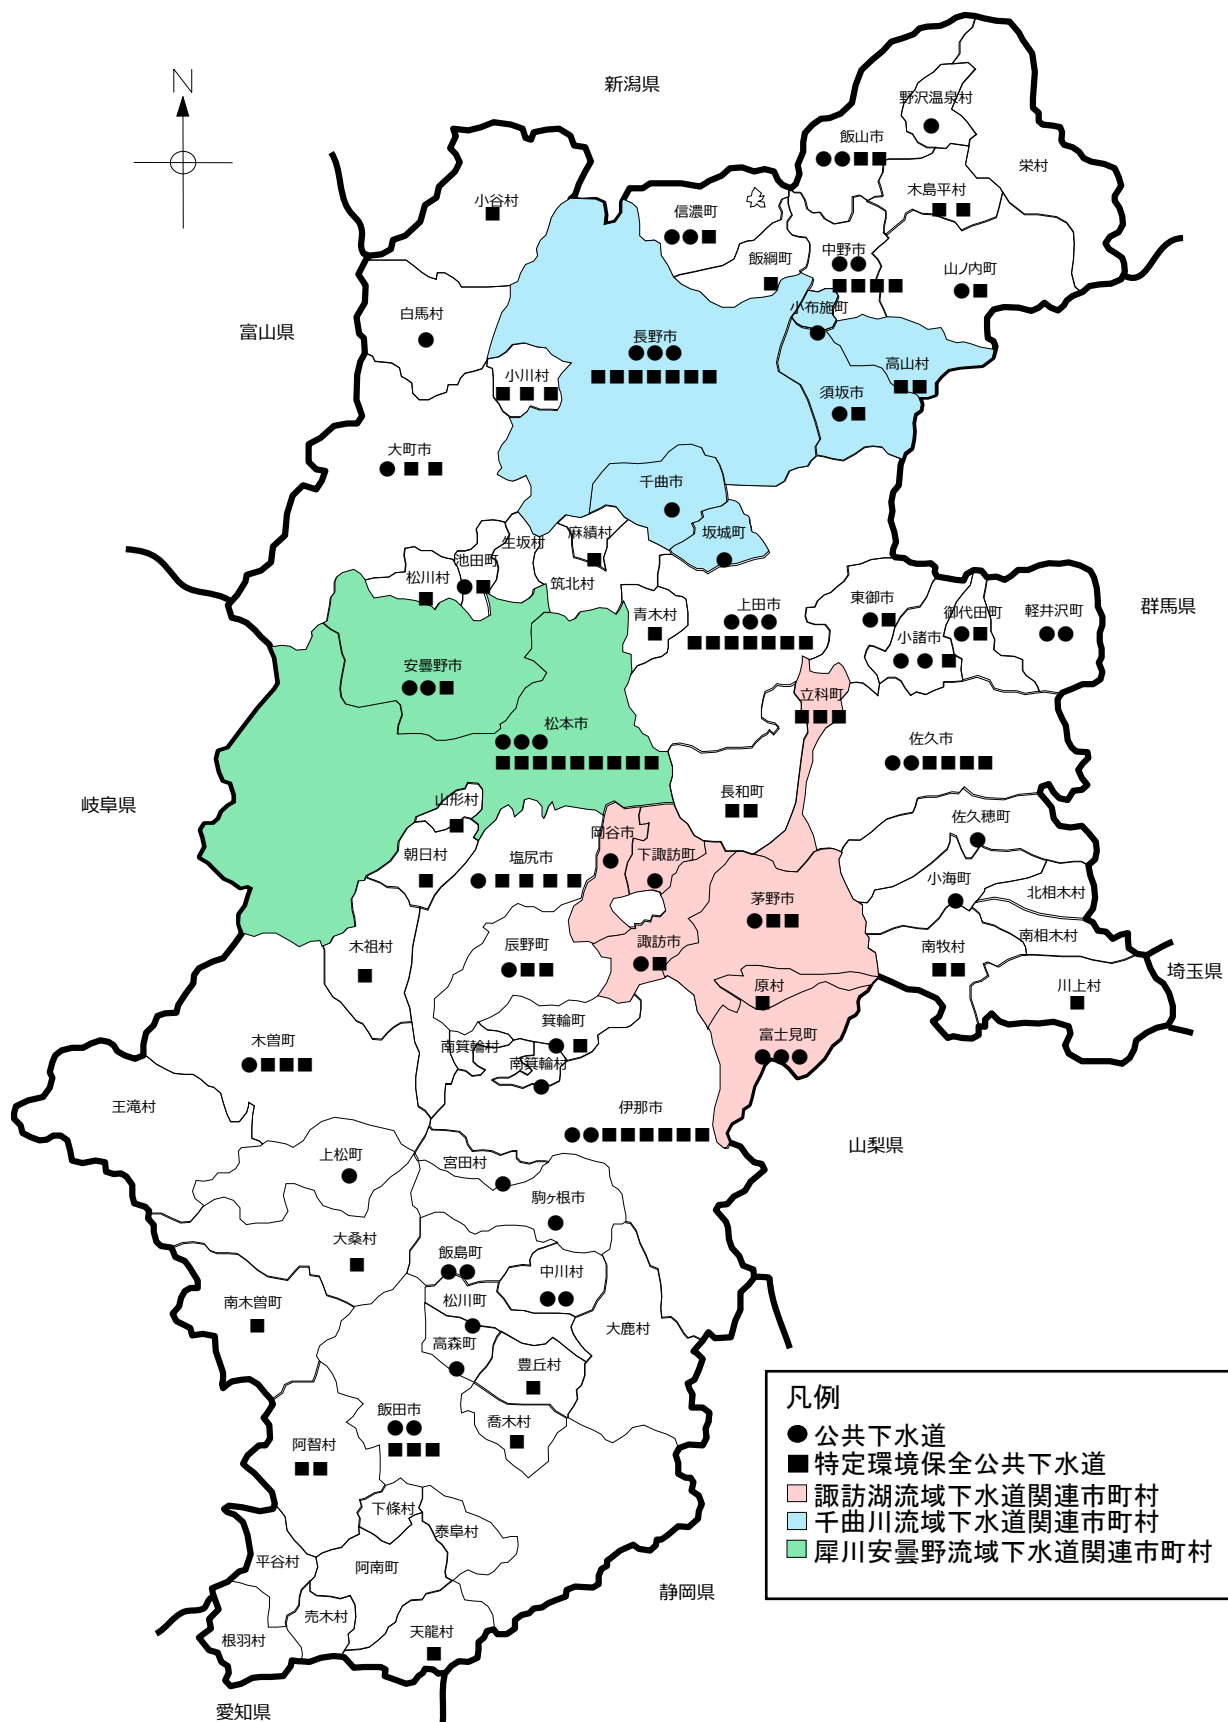 N
新潟県
野沢温泉村
飯山市
栄村
木島平村
小谷村
信濃町
中野市
飯綱町
山ノ内町
小布施町
白馬村
富山県
長野市
高山村
小川村
須坂市
大町市
千曲市
坂城町
麻績村
生坂村
池田町
松川村
筑北村
青木村
上田市
東御市
御代田町
軽井沢町
群馬県
小諸市
安曇野市
立科町
松本市
佐久市
岐阜県
山形村
長和町
佐久穂町
岡谷市
下諏訪町
朝日村
塩尻市
小海町
北相木村
茅野市
南相木村
木祖村
辰野町
諏訪市
南牧村
埼玉県
原村
川上村
木曽町
箕輪町
富士見町
南箕輪村
南箕輪村
王滝村
伊那市
山梨県
上松町
宮田村
駒ヶ根市
大桑村
飯島町
中川村
南木曽町
松川町
大鹿村
高森町
豊丘村
飯田市
喬木村
阿智村
下條村
泰阜村
平谷村
阿南町
静岡県
売木村
天龍村
根羽村
愛知県
凡例
公共下水道
特定環境保全公共下水道
諏訪湖流域下水道関連市町村
千曲川流域下水道関連市町村
犀川安曇野流域下水道関連市町村